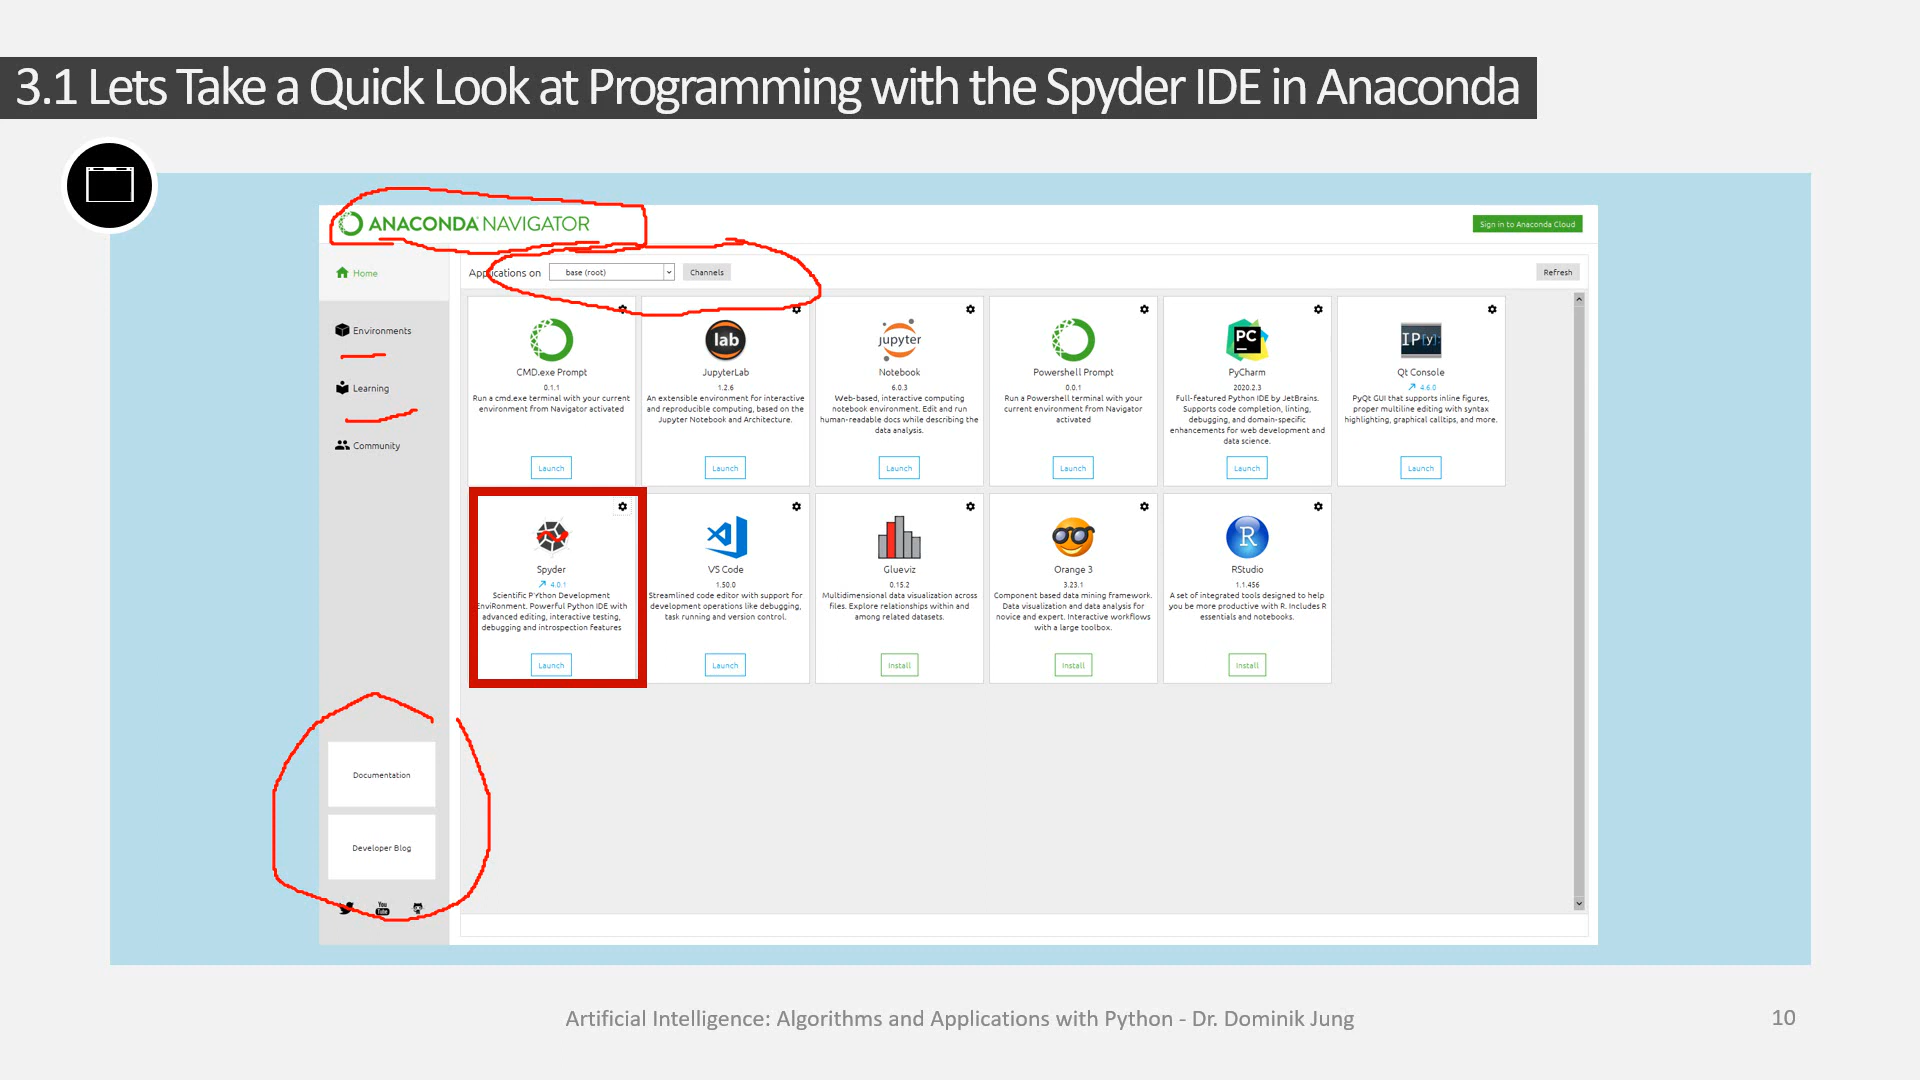 3.1 Lets Take a Quick Look at Programming with the Spyder IDE in Anaconda
ANACONDA NAVIGATOR
Sign in to Anaconda Cloud
Home
Environments
Learning
Community
Documentation
Developer Blog
You
Tube
Applications on
base (root)
Channels
Refresh
CMD.exe Prompt
0.1.1
Run a cmd.exe terminal with your current
environment from Navigator activated
Launch
lab
JupyterLab
1.2.6
An extensible environment for interactive
and reproducible computing, based on the
Jupyter Notebook and Architecture.
Launch
jupyter
Notebook
6.0.3
Web-based, interactive computing
notebook environment. Edit and run
human-readable docs while describing the
data analysis.
Launch
Powershell Prompt
0.0.1
Run a Powershell terminal with your
current environment from Navigator
activated
Launch
PC
PyCharm
2020.2.3
Full-featured Python IDE by JetBrains.
Supports code completion, linting,
debugging, and domain-specific
enhancements for web development and
data science.
Launch
IP[y]:
Qt Console
4.6.0
PyQt GUI that supports inline figures,
proper multiline editing with syntax
highlighting, graphical calltips, and more.
Launch
Spyder
4.0.1
Scientific PYthon Development
EnviRonment. Powerful Python IDE with
advanced editing, interactive testing,
debugging and introspection features
Launch
VS Code
1.50.0
Streamlined code editor with support for
development operations like debugging,
task running and version control.
Launch
Glueviz
0.15.2
Multidimensional data visualization across
files. Explore relationships within and
among related datasets.
Install
Orange 3
3.23.1
Component based data mining framework.
Data visualization and data analysis for
novice and expert. Interactive workflows
with a large toolbox.
Install
R
RStudio
1.1.456
A set of integrated tools designed to help
you be more productive with R. Includes R
essentials and notebooks.
Install
Artificial Intelligence: Algorithms and Applications with Python - Dr. Dominik Jung
10